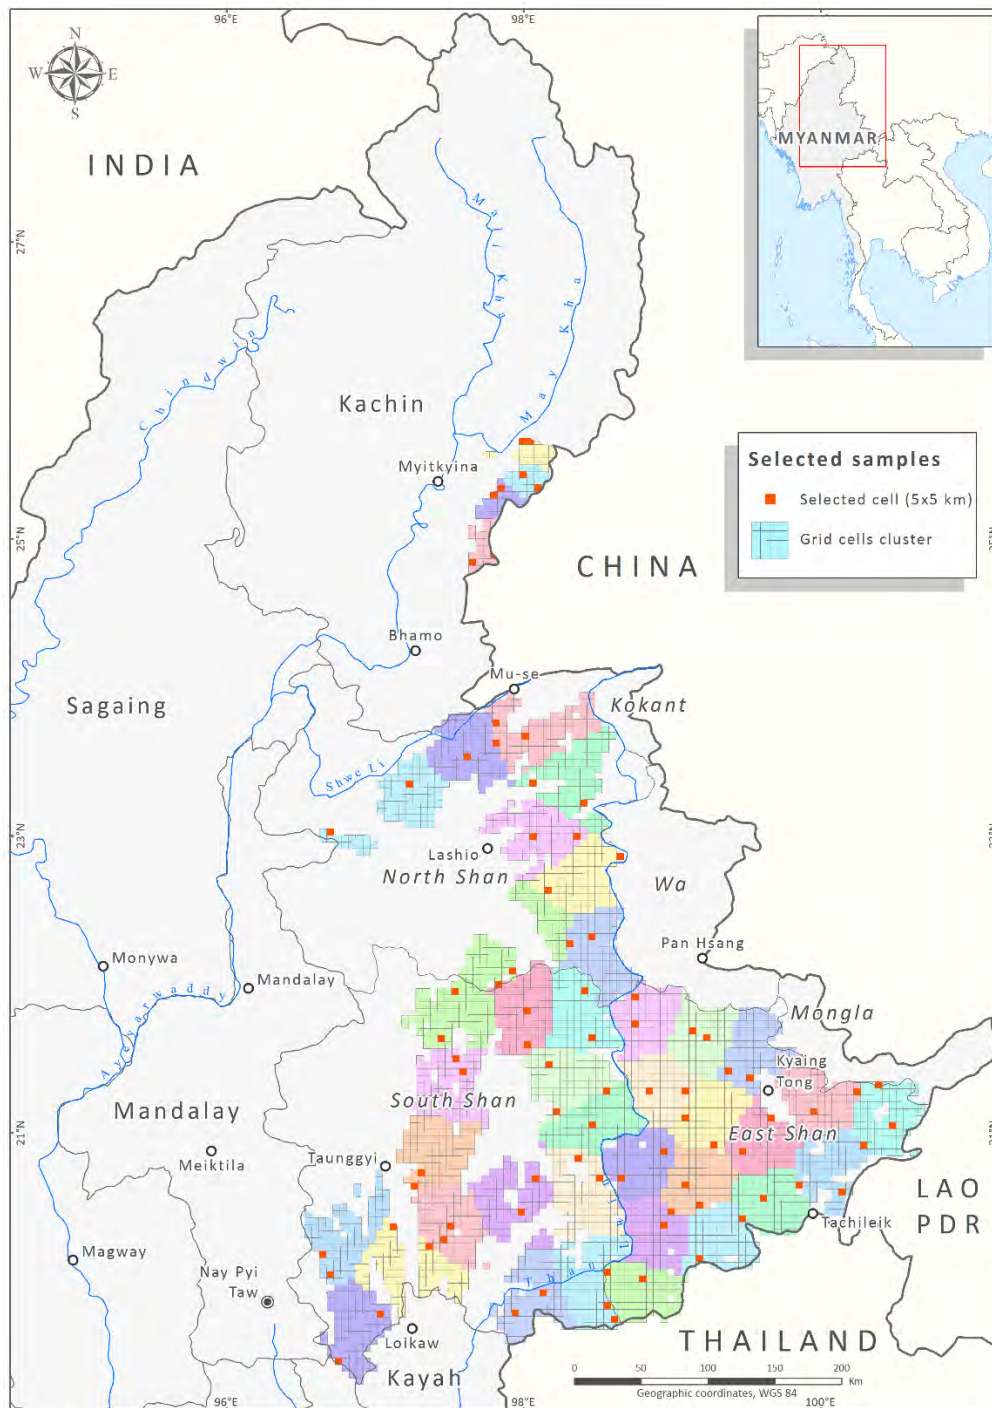 96°E
98°E
N
W
E
S
INDIA
MYANMAR
27°N
Mali Kha
May Kha
Chindwin
Kachin
Myitkyina
Selected samples
Selected cell (5x5 km)
Grid cells cluster
25°N
CHINA
Bhamo
Mu-se
Sagaing
Kokant
Shwe Li
23°N
Lashio
North Shan
Wa
Pan Hsang
Monywa
Mandalay
Ayeyarwaddy
Mongla
Kyaing
Tong
South Shan
Mandalay
East Shan
21°N
21°N
Meiktila
Taunggyi
LAO
PDR
Tachileik
Magway
Nay Pyi
Taw
Than
Loikaw
THAILAND
Kayah
0
50
100
150
200
Km
Geographic coordinates, WGS 84
96°E
98°E
100°E